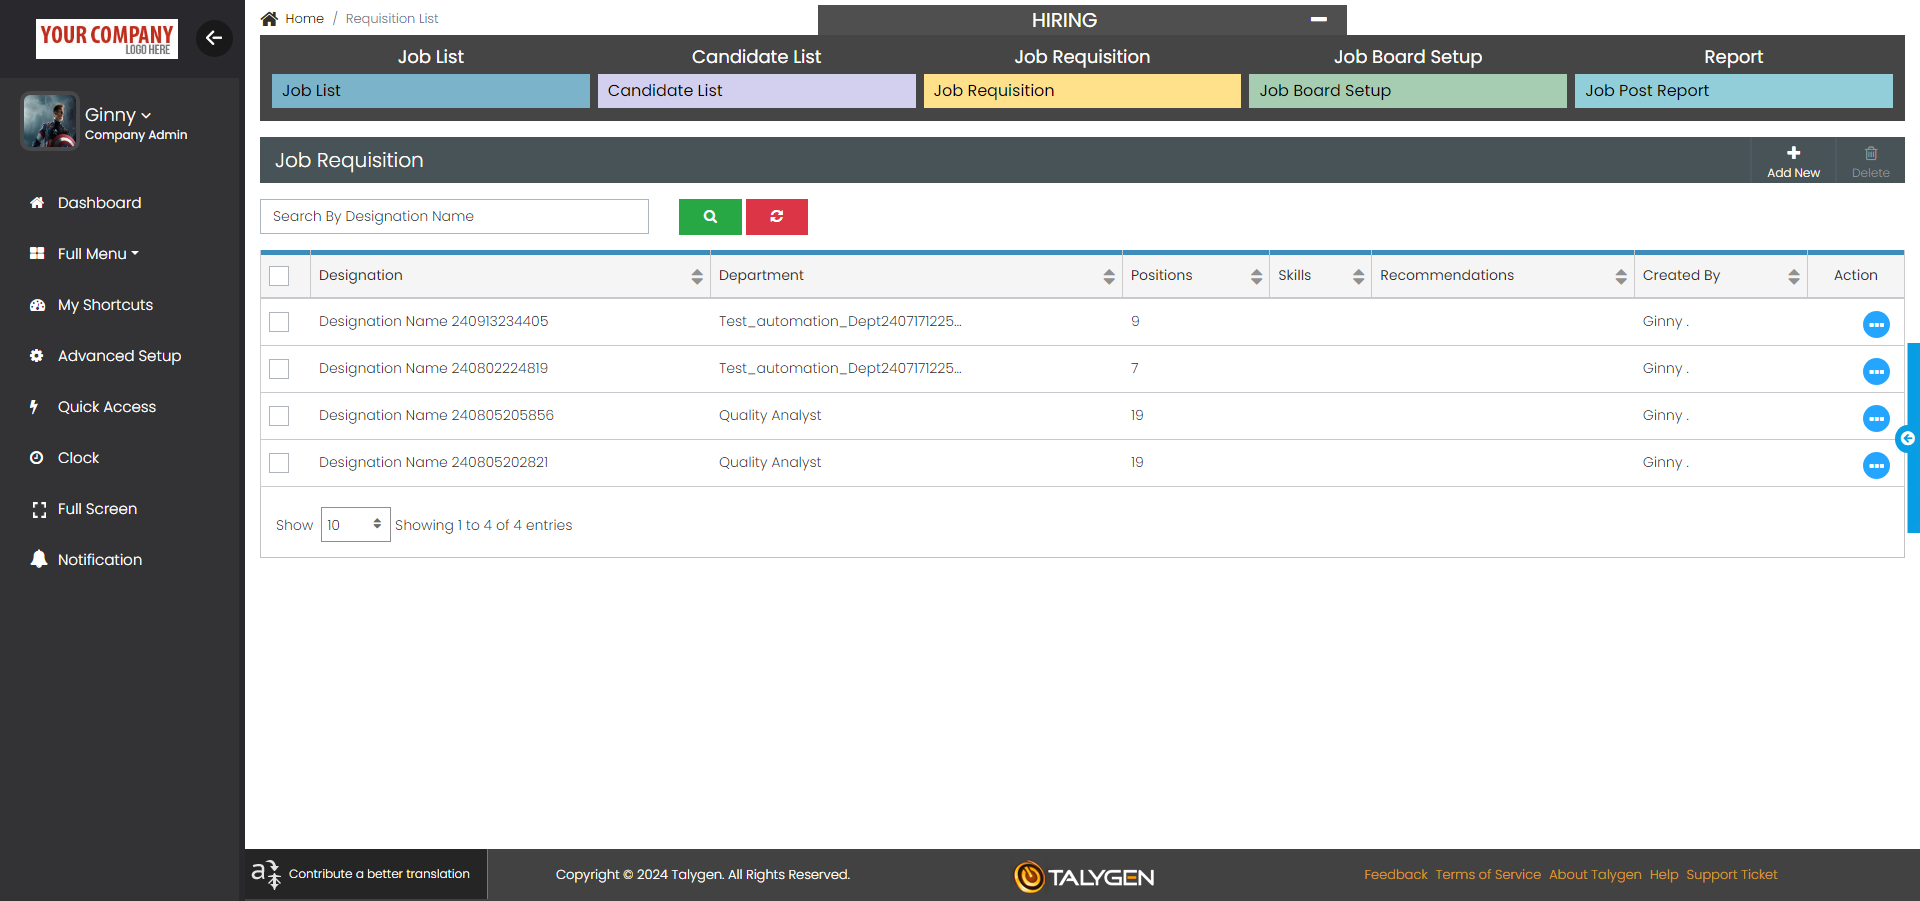 YOUR COMPANY
LOGO HERE
Ginny
Company Admin
Dashboard
Full Menu
My Shortcuts
Advanced Setup
Quick Access
Clock
Full Screen
Notification
Home / Requisition List
HIRING
Job List
Candidate List
Job Requisition
Job Board Setup
Report
Job List
Candidate List
Job Requisition
Job Board Setup
Job Post Report
Job Requisition
Add New
Delete
Search By Designation Name
Designation Department Positions Skills Recommendations Created By Action
Designation Name 240913234405 Test_automation_Dept2407171225... 9 Ginny .
Designation Name 240802224819 Test_automation_Dept2407171225... 7 Ginny .
Designation Name 240805205856 Quality Analyst 19 Ginny .
Designation Name 240805202821 Quality Analyst 19 Ginny .
Show 10 Showing 1 to 4 of 4 entries
Contribute a better translation
Copyright © 2024 Talygen. All Rights Reserved.
TALYGEN
Feedback Terms of Service About Talygen Help Support Ticket